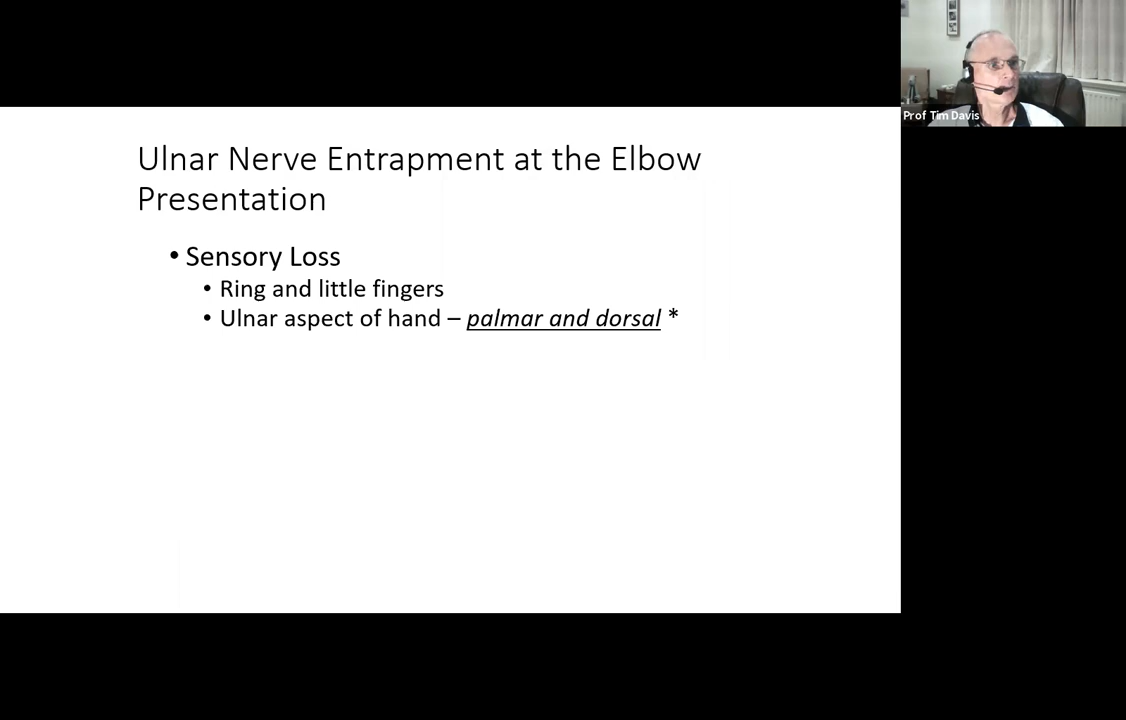 Prof Tim Davis
Ulnar Nerve Entrapment at the Elbow
Presentation
• Sensory Loss
• Ring and little fingers
• Ulnar aspect of hand – palmar and dorsal *